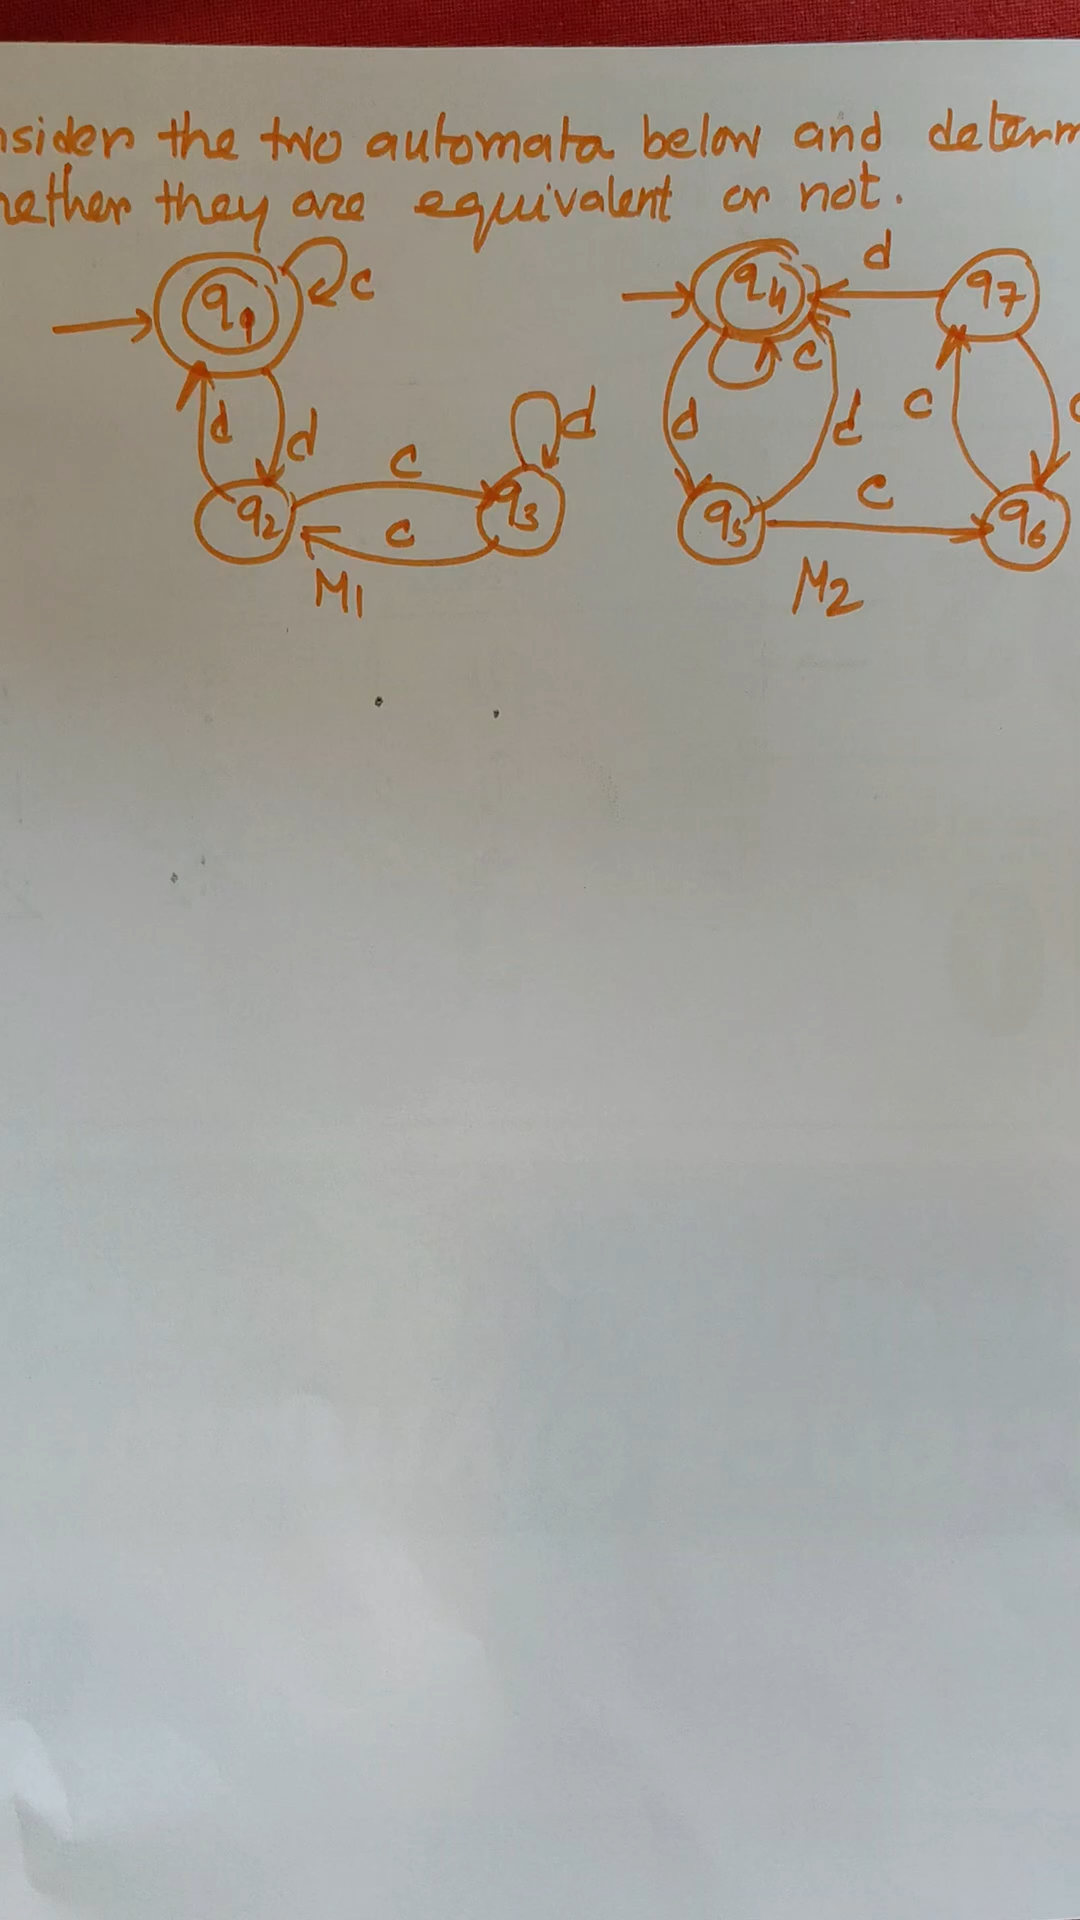 nsider the two automata below and determ
hether they are equivalent or not.
q1 c
d d
q2 c c q3 d
M1
q4 d q7
c
d d c c
q5 c q6
M2